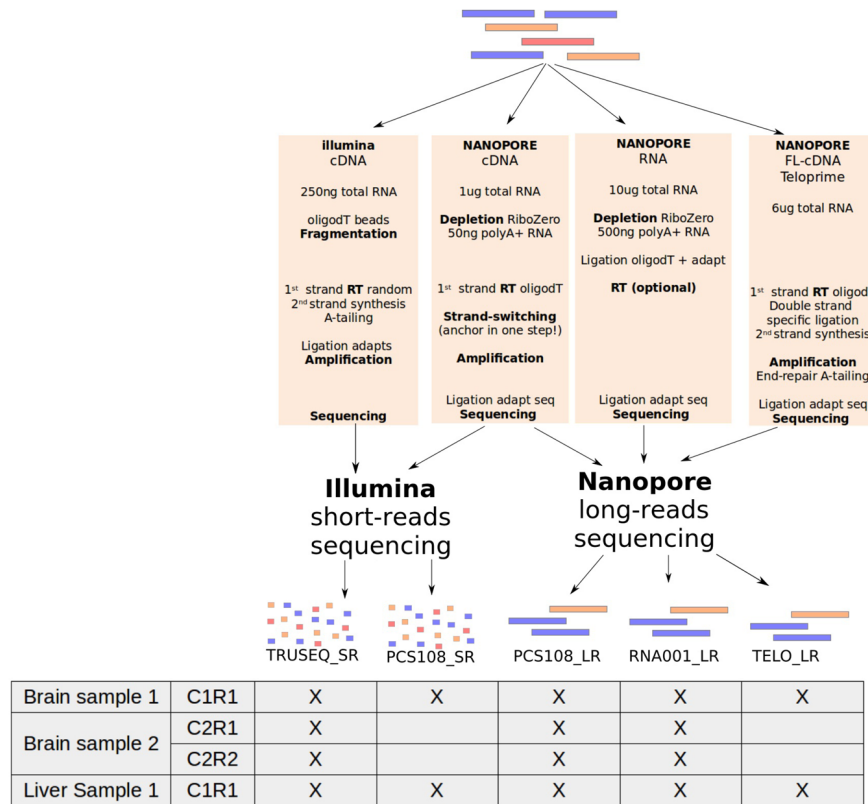 illumina
cDNA
250ng total RNA
oligodT beads
Fragmentation
1st strand RT random
2nd strand synthesis
A-tailing
Ligation adapts
Amplification
Sequencing
NANOPORE
cDNA
1ug total RNA
Depletion RiboZero
50ng polyA+ RNA
1st strand RT oligodT
Strand-switching
(anchor in one step!)
Amplification
Ligation adapt seq
Sequencing
NANOPORE
RNA
10ug total RNA
Depletion RiboZero
500ng polyA+ RNA
Ligation oligodT + adapt
RT (optional)
Ligation adapt seq
Sequencing
NANOPORE
FL-cDNA
Teloprime
6ug total RNA
1st strand RT oligod
Double strand
specific ligation
2nd strand synthesis
Amplification
End-repair A-tailing
Ligation adapt seq
Sequencing
Illumina
short-reads
sequencing
Nanopore
long-reads
sequencing
TRUSEQ_SR PCS108_SR PCS108_LR RNA001_LR TELO_LR
Brain sample 1 C1R1 X X X X X
Brain sample 2 C2R1 X X X
C2R2 X X X
Liver Sample 1 C1R1 X X X X X